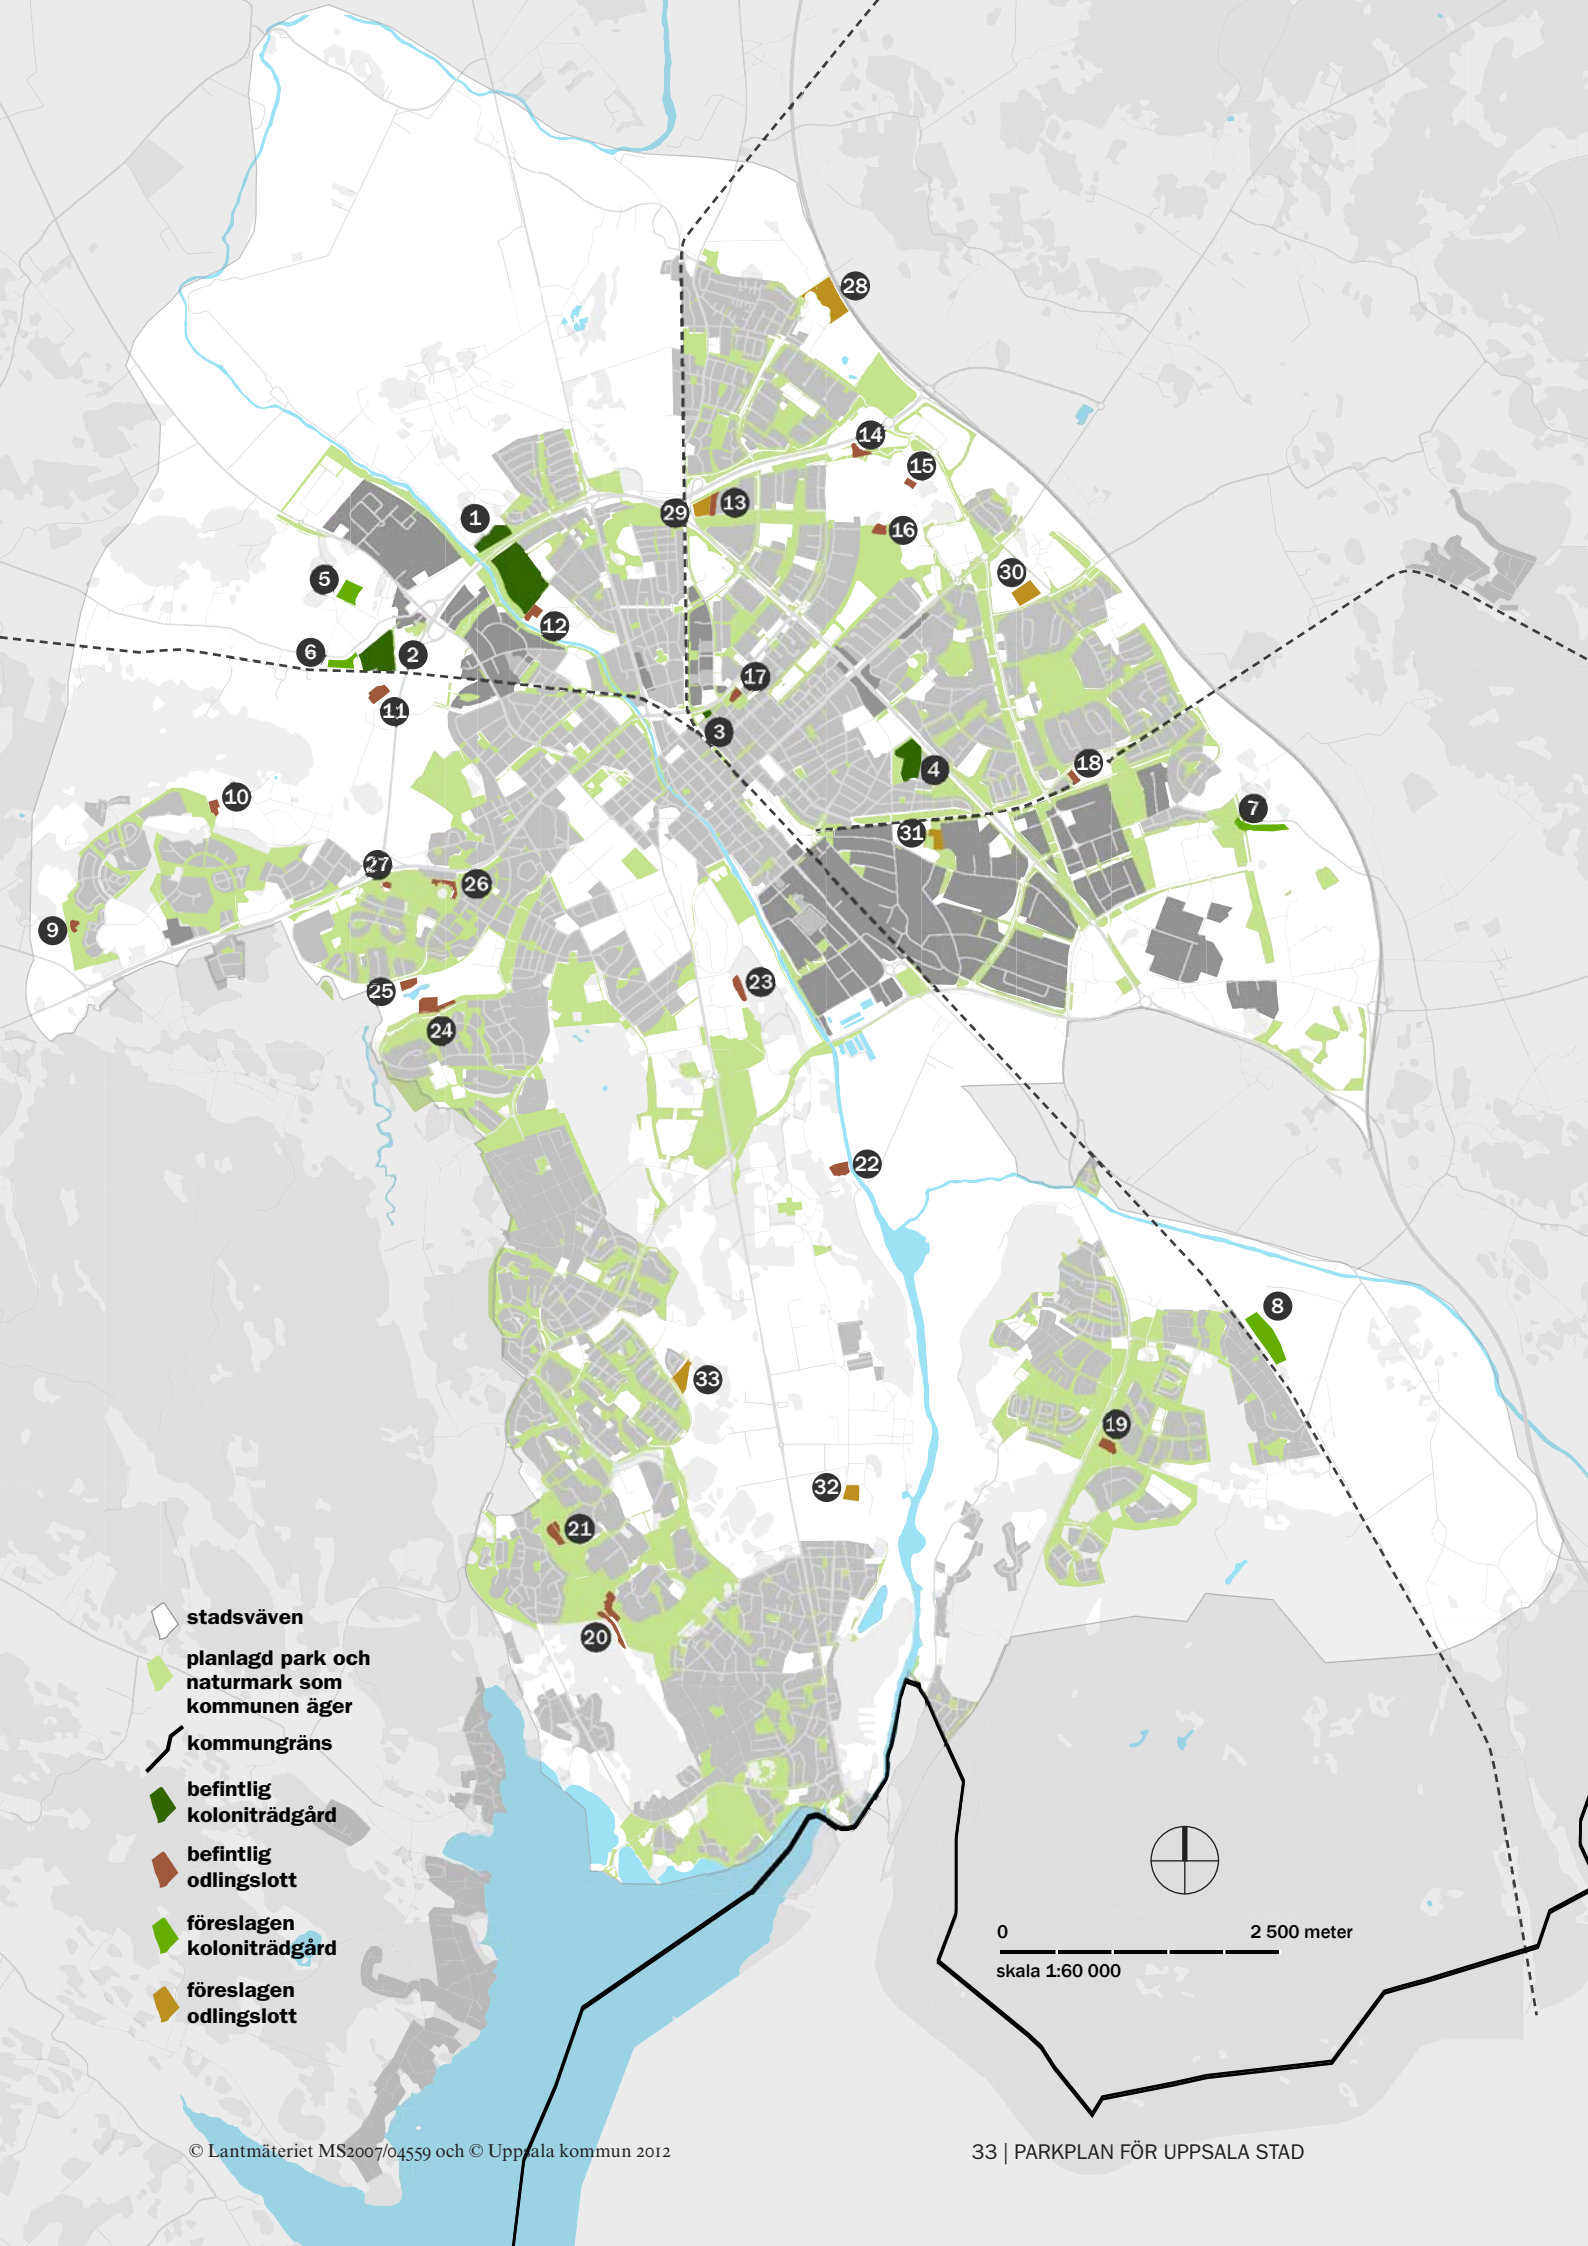 28
14
15
1
29
13
16
5
30
12
6
2
17
11
3
4
18
10
7
31
27
26
9
23
25
24
22
8
33
19
32
21
20
stadsväven
planlagd park och
naturmark som
kommunen äger
kommungräns
befintlig
koloniträdgård
befintlig
odlingslott
föreslagen
koloniträdgård
föreslagen
odlingslott
0 2 500 meter
skala 1:60 000
© Lantmäteriet MS2007/04559 och © Uppsala kommun 2012
33 | PARKPLAN FÖR UPPSALA STAD